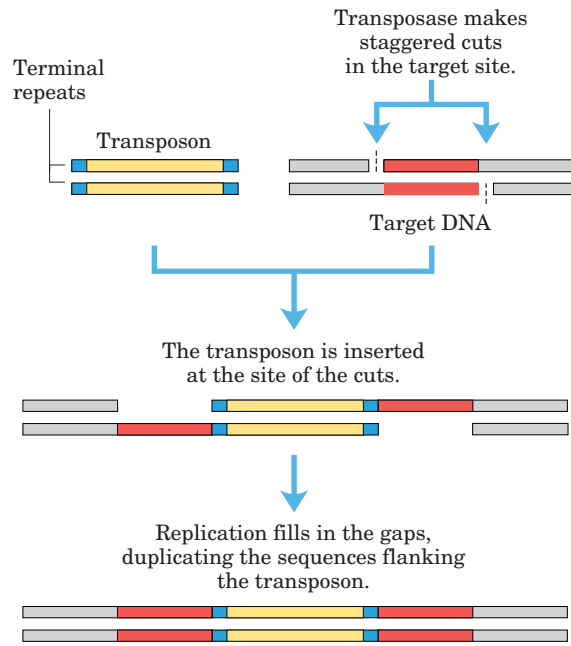 Transposase makes
staggered cuts
in the target site.
Terminal
repeats
Transposon
Target DNA
The transposon is inserted
at the site of the cuts.
Replication fills in the gaps,
duplicating the sequences flanking
the transposon.